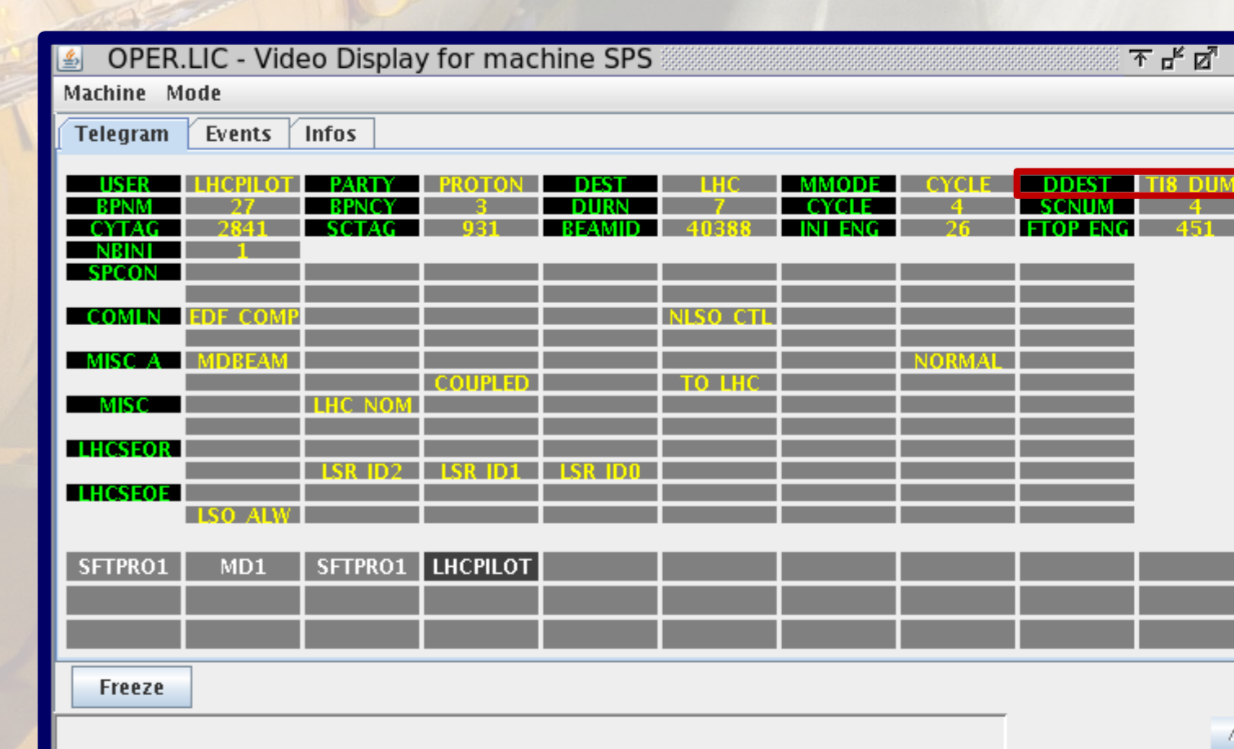 OPER.LIC - Video Display for machine SPS
Machine Mode
Telegram Events Infos
USER LHCPILOT PARTY PROTON DEST LHC MMODE CYCLE DDEST TI8 DUM
BPNM 27 BPNCY 3 DURN 7 CYCLE 4 SCNUM 4
CYTAG 2841 SCTAG 931 BEAMID 40388 INJ ENG 26 FTOP ENG 451
NBINJ 1
SPCON
COMLN EDF COMP NLSO CTL
MISC A MDBEAM NORMAL
COUPLED TO LHC
MISC LHC NOM
LHCSEQR
LSR ID2 LSR ID1 LSR ID0
LHCSEQE
LSO ALW
SFTPRO1 MD1 SFTPRO1 LHCPILOT
Freeze